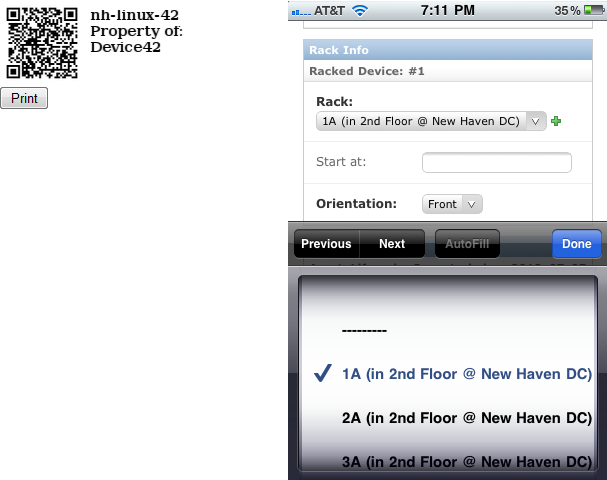 nh-linux-42
Property of:
Device42
Print
AT&T 7:11 PM 35%
Rack Info
Racked Device: #1
Rack:
1A (in 2nd Floor @ New Haven DC)
Start at:
Orientation: Front
Previous Next AutoFill Done
---------
1A (in 2nd Floor @ New Haven DC)
2A (in 2nd Floor @ New Haven DC)
3A (in 2nd Floor @ New Haven DC)